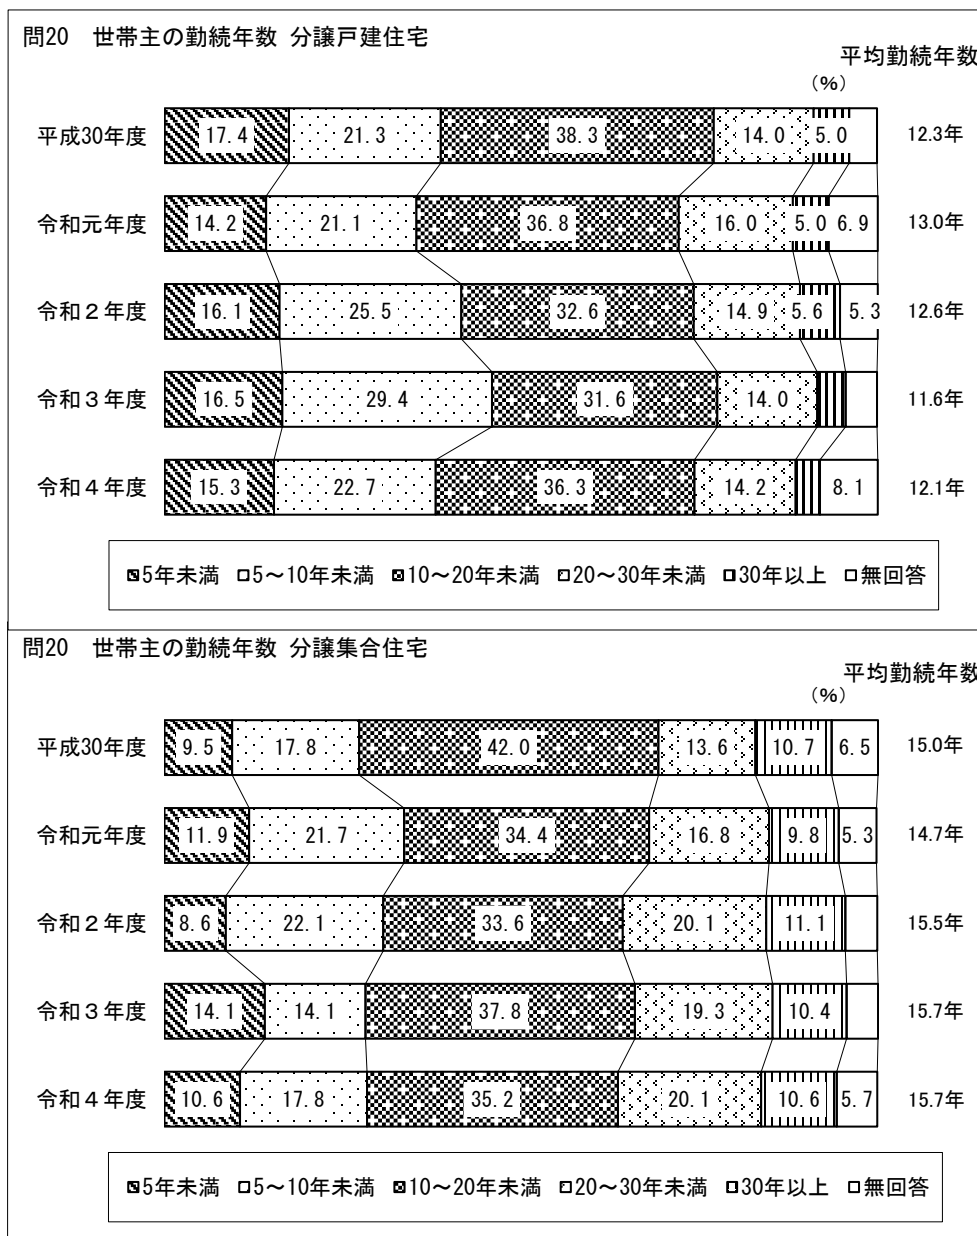 問20　世帯主の勤続年数 分譲戸建住宅
平均勤続年数
(%)
平成30年度 17.4 21.3 38.3 14.0 5.0 12.3年
令和元年度 14.2 21.1 36.8 16.0 5.0 6.9 13.0年
令和２年度 16.1 25.5 32.6 14.9 5.6 5.3 12.6年
令和３年度 16.5 29.4 31.6 14.0 11.6年
令和４年度 15.3 22.7 36.3 14.2 8.1 12.1年
5年未満 5～10年未満 10～20年未満 20～30年未満 30年以上 無回答
問20　世帯主の勤続年数 分譲集合住宅
平均勤続年数
(%)
平成30年度 9.5 17.8 42.0 13.6 10.7 6.5 15.0年
令和元年度 11.9 21.7 34.4 16.8 9.8 5.3 14.7年
令和２年度 8.6 22.1 33.6 20.1 11.1 15.5年
令和３年度 14.1 14.1 37.8 19.3 10.4 15.7年
令和４年度 10.6 17.8 35.2 20.1 10.6 5.7 15.7年
5年未満 5～10年未満 10～20年未満 20～30年未満 30年以上 無回答